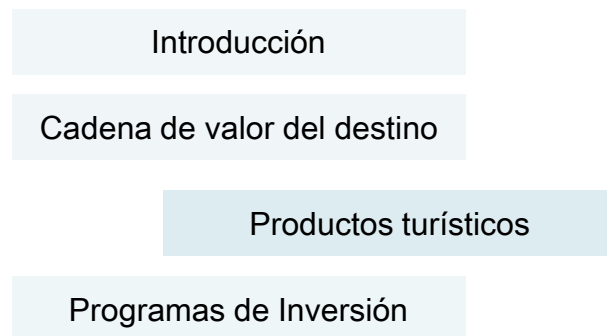 Introducción
Cadena de valor del destino
Productos turísticos
Programas de Inversión